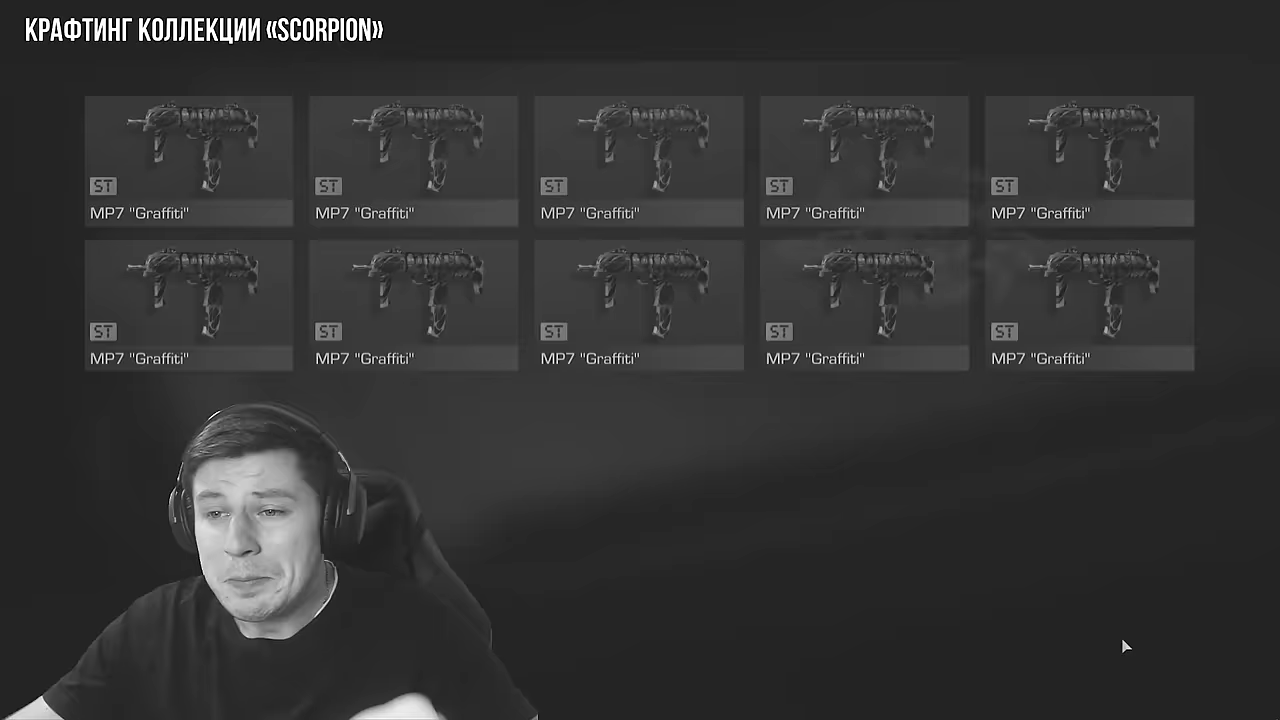 КРАФТИНГ КОЛЛЕКЦИИ «SCORPION»
ST ST ST ST ST
MP7 "Graffiti" MP7 "Graffiti" MP7 "Graffiti" MP7 "Graffiti" MP7 "Graffiti"
ST ST ST ST ST
MP7 "Graffiti" MP7 "Graffiti" MP7 "Graffiti" MP7 "Graffiti" MP7 "Graffiti"